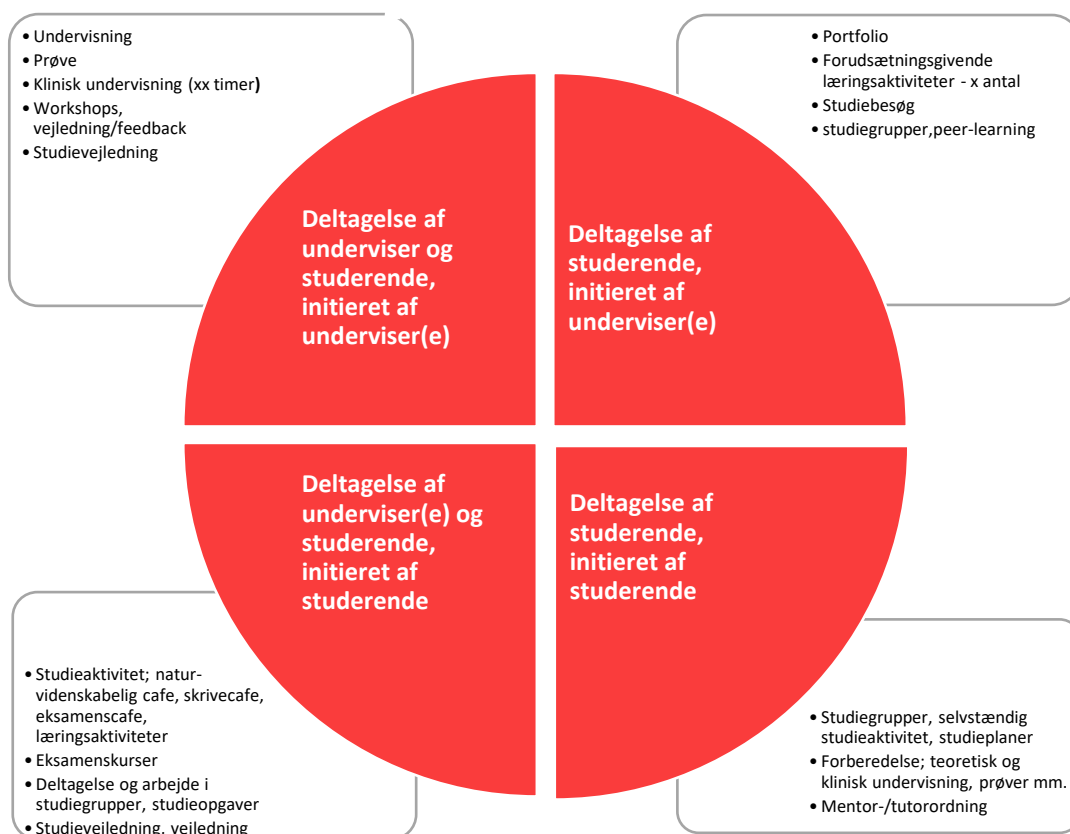 • Undervisning
• Prøve
• Klinisk undervisning (xx timer)
• Workshops,
vejledning/feedback
• Studievejledning
• Portfolio
• Forudsætningsgivende
læringsaktiviteter - x antal
• Studiebesøg
• studiegrupper,peer-learning
Deltagelse af
underviser og
studerende,
initieret af
underviser(e)
Deltagelse af
studerende,
initieret af
underviser(e)
Deltagelse af
underviser(e) og
studerende,
initieret af
studerende
Deltagelse af
studerende,
initieret af
studerende
• Studieaktivitet; natur-
videnskabelig cafe, skrivecafe,
eksamenscafe,
læringsaktiviteter
• Eksamenskurser
• Deltagelse og arbejde i
studiegrupper, studieopgaver
• Studievejledning, vejledning
• Studiegrupper, selvstændig
studieaktivitet, studieplaner
• Forberedelse; teoretisk og
klinisk undervisning, prøver mm.
• Mentor-/tutorordning